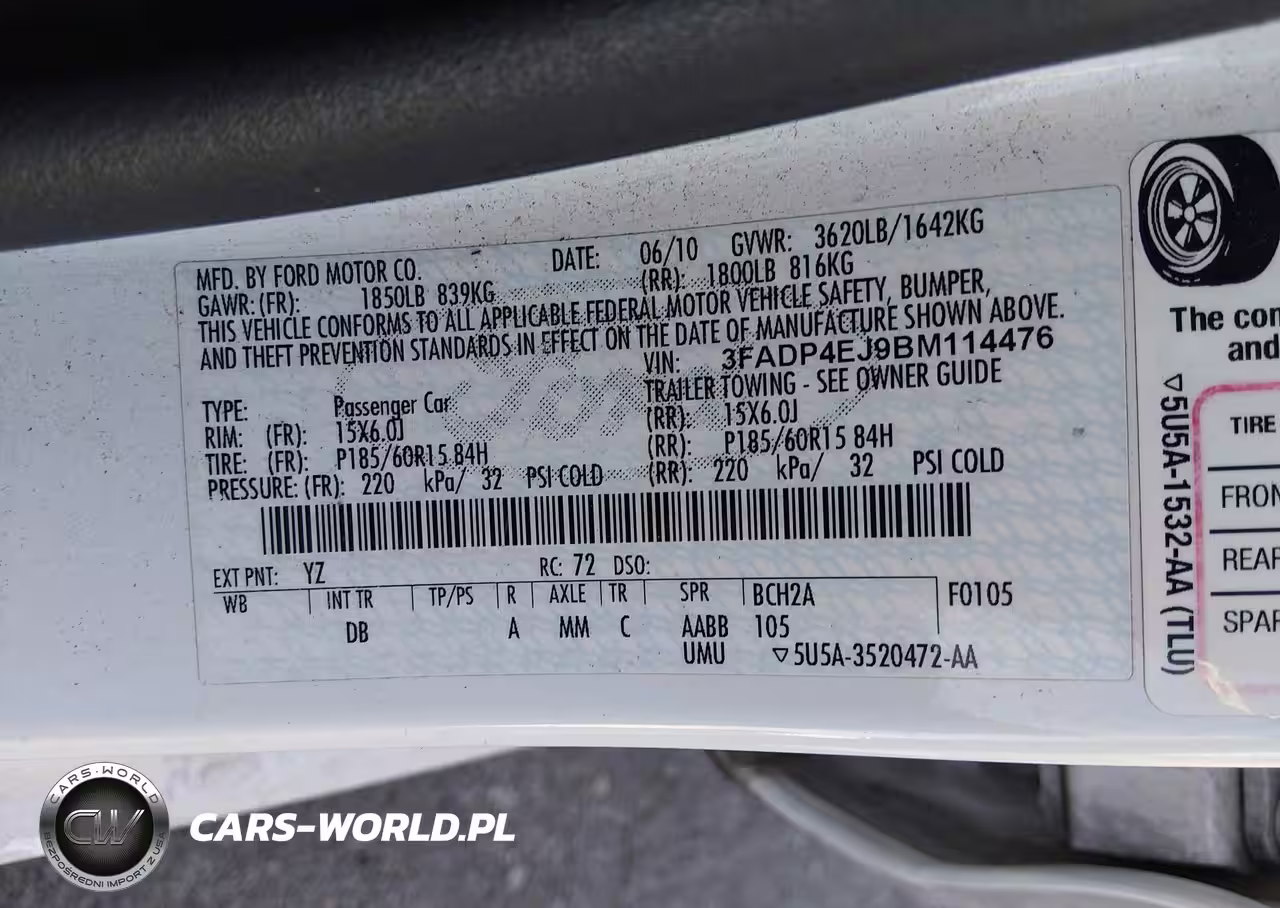 MFD. BY FORD MOTOR CO. DATE: 06/10 GVWR: 3620LB/1642KG
GAWR: (FR): 1850LB 839KG (RR): 1800LB 816KG
THIS VEHICLE CONFORMS TO ALL APPLICABLE FEDERAL MOTOR VEHICLE SAFETY, BUMPER,
AND THEFT PREVENTION STANDARDS IN EFFECT ON THE DATE OF MANUFACTURE SHOWN ABOVE.
VIN: 3FADP4EJ9BM114476
TYPE: Passenger Car TRAILER TOWING - SEE OWNER GUIDE
RIM: (FR): 15X6.0J (RR): 15X6.0J
TIRE: (FR): P185/60R15 84H (RR): P185/60R15 84H
PRESSURE: (FR): 220 kPa/ 32 PSI COLD (RR): 220 kPa/ 32 PSI COLD
EXT PNT: YZ RC: 72 DSO:
WB INT TR TP/PS R AXLE TR SPR BCH2A F0105
DB A MM C AABB 105
UMU ▽5U5A-3520472-AA
The con
and
▽5U5A-1532-AA (TLU)
TIRE
FRON
REAR
SPAR
CARS-WORLD
CW
BEZPOŚREDNI IMPORT Z USA
CARS-WORLD.PL